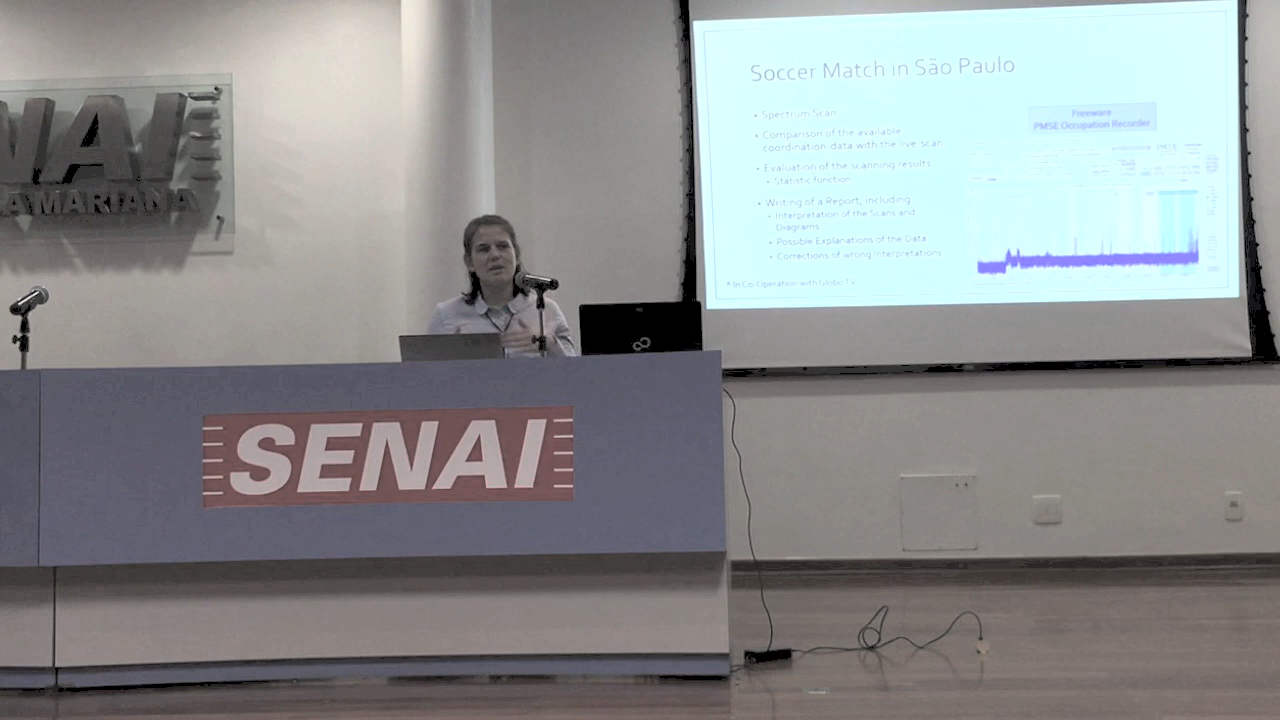 NAI
A MARIANA
SENAI
Soccer Match in São Paulo
• Spectrum Scan
• Comparison of the available
coordination-data with the live-scan
• Evaluation of the scanning results
• Statistic function
• Writing of a Report, including
• Interpretation of the Scans and
Diagrams
• Possible Explanations of the Data
• Corrections of wrong Interpretations
* In Co-Operation with Globo TV
Freeware
PMSE Occupation Recorder